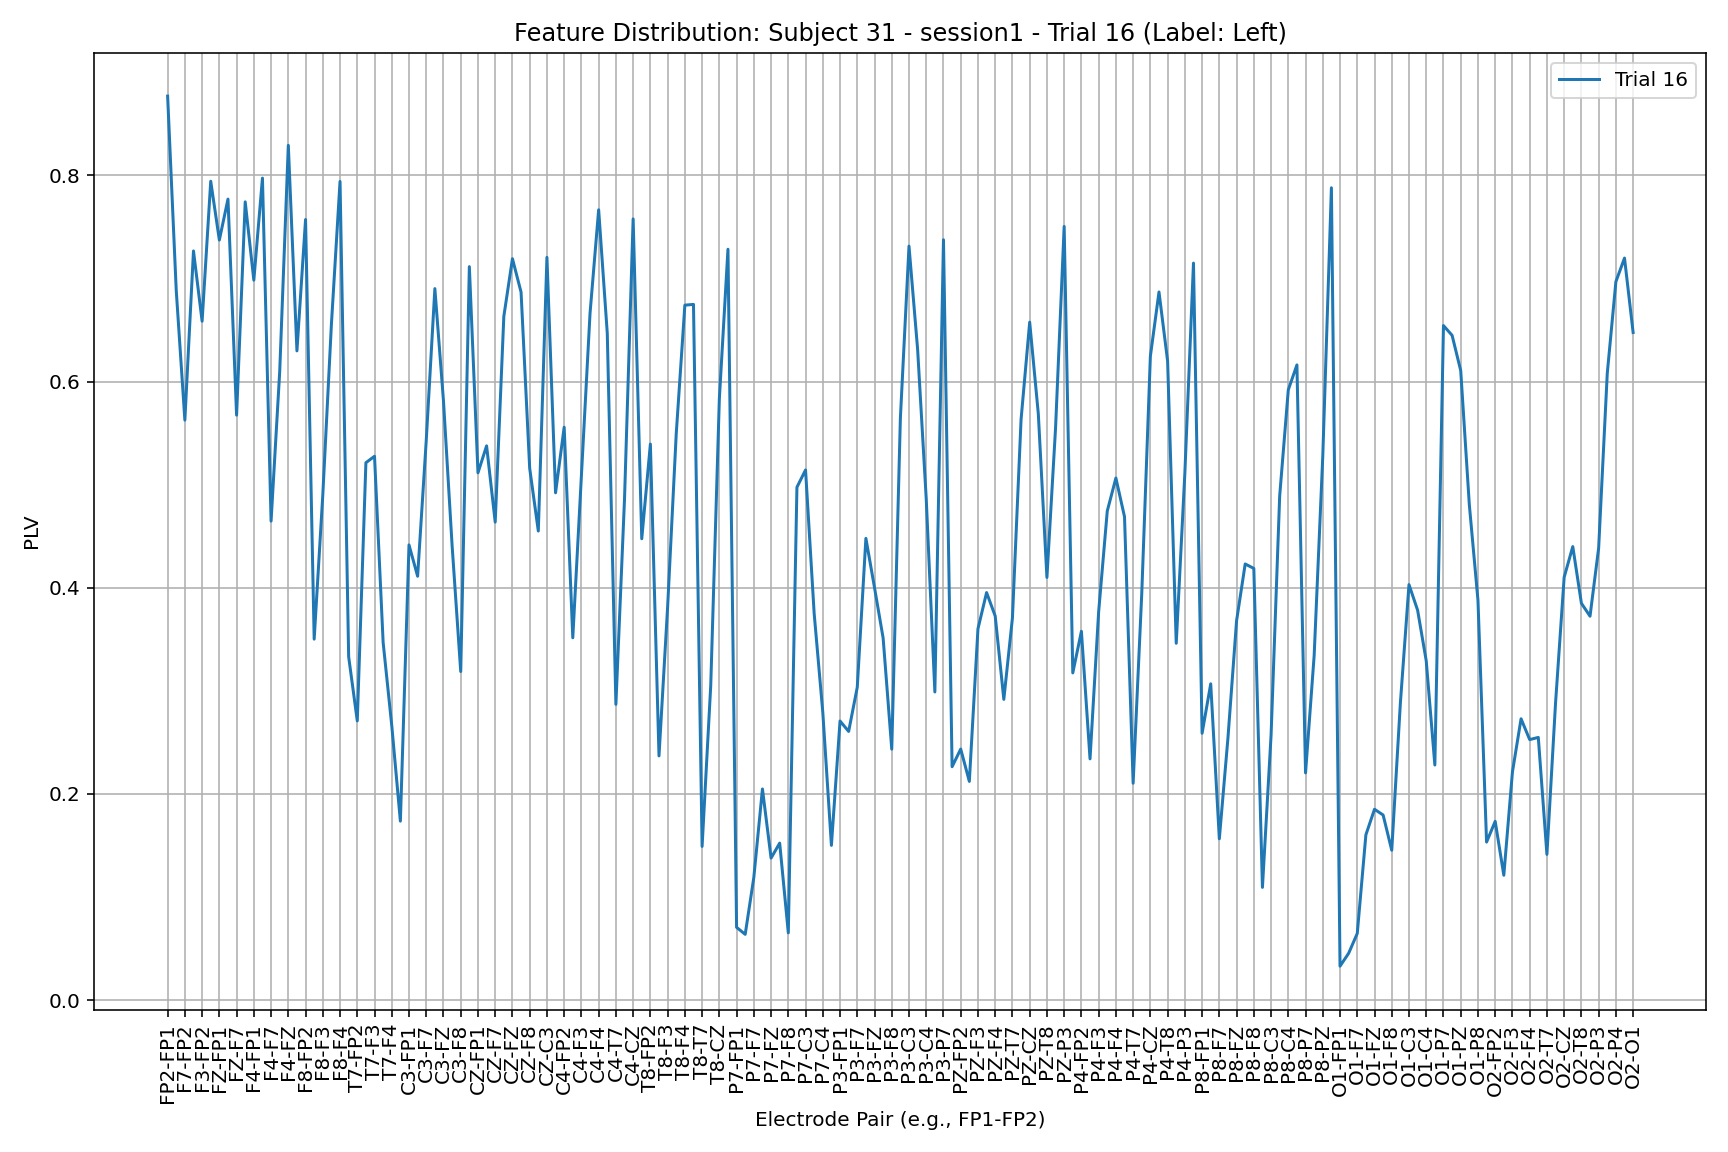 Feature Distribution: Subject 31 - session1 - Trial 16 (Label: Left)
Trial 16
PLV
0.8
0.6
0.4
0.2
0.0
FP2-FP1
F7-FP2
F3-FP2
FZ-FP1
FZ-F7
F4-FP1
F4-F7
F4-FZ
F8-FP2
F8-F3
F8-F4
T7-FP2
T7-F3
T7-F4
C3-FP1
C3-F7
C3-FZ
C3-F8
CZ-FP1
CZ-F7
CZ-FZ
CZ-F8
CZ-C3
C4-FP2
C4-F3
C4-F4
C4-T7
C4-CZ
T8-FP2
T8-F3
T8-F4
T8-T7
T8-CZ
P7-FP1
P7-F7
P7-FZ
P7-F8
P7-C3
P7-C4
P3-FP1
P3-F7
P3-FZ
P3-F8
P3-C3
P3-C4
P3-P7
PZ-FP2
PZ-F3
PZ-F4
PZ-T7
PZ-CZ
PZ-T8
PZ-P3
P4-FP2
P4-F3
P4-F4
P4-T7
P4-CZ
P4-T8
P4-P3
P8-FP1
P8-F7
P8-FZ
P8-F8
P8-C3
P8-C4
P8-P7
P8-PZ
O1-FP1
O1-F7
O1-FZ
O1-F8
O1-C3
O1-C4
O1-P7
O1-PZ
O1-P8
O2-FP2
O2-F3
O2-F4
O2-T7
O2-CZ
O2-T8
O2-P3
O2-P4
O2-O1
Electrode Pair (e.g., FP1-FP2)